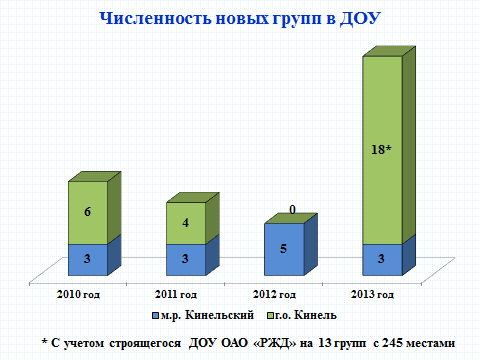 Численность новых групп в ДОУ
18*
6
4
0
3
3
5
3
2010 год 2011 год 2012 год 2013 год
м.р. Кинельский г.о. Кинель
* С учетом строящегося ДОУ ОАО «РЖД» на 13 групп с 245 местами